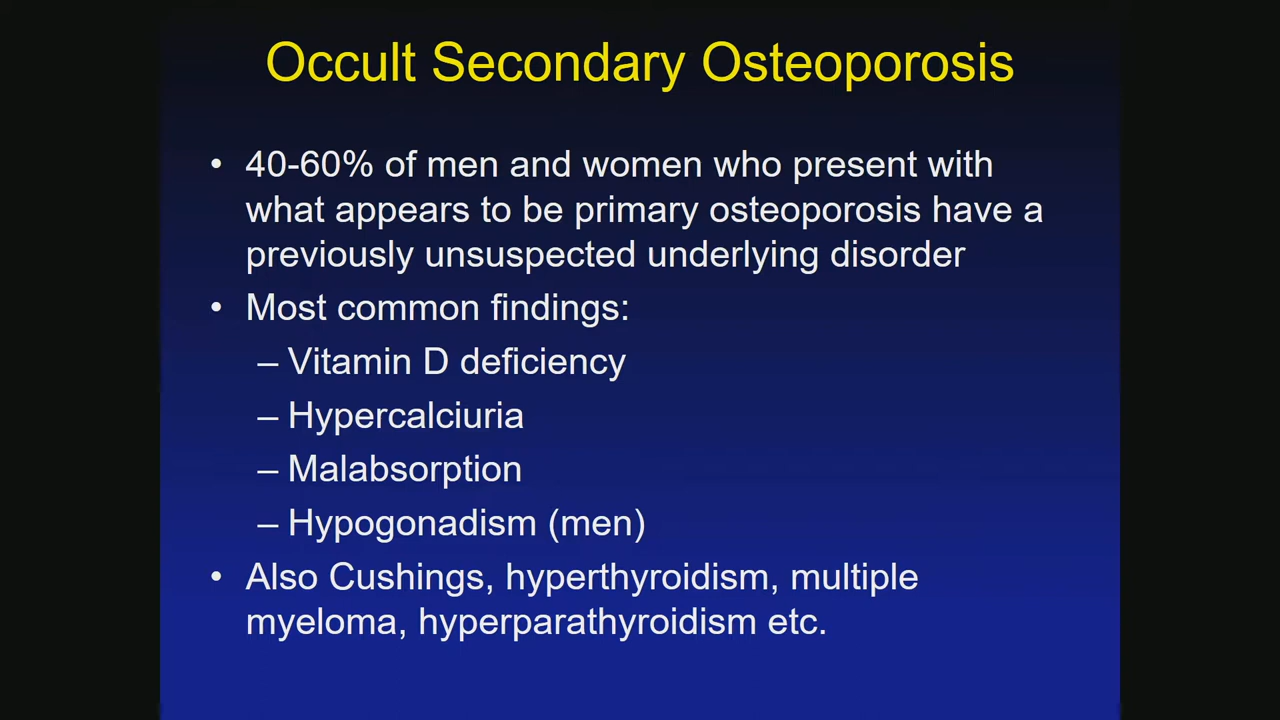 Occult Secondary Osteoporosis
• 40-60% of men and women who present with
what appears to be primary osteoporosis have a
previously unsuspected underlying disorder
• Most common findings:
– Vitamin D deficiency
– Hypercalciuria
– Malabsorption
– Hypogonadism (men)
• Also Cushings, hyperthyroidism, multiple
myeloma, hyperparathyroidism etc.